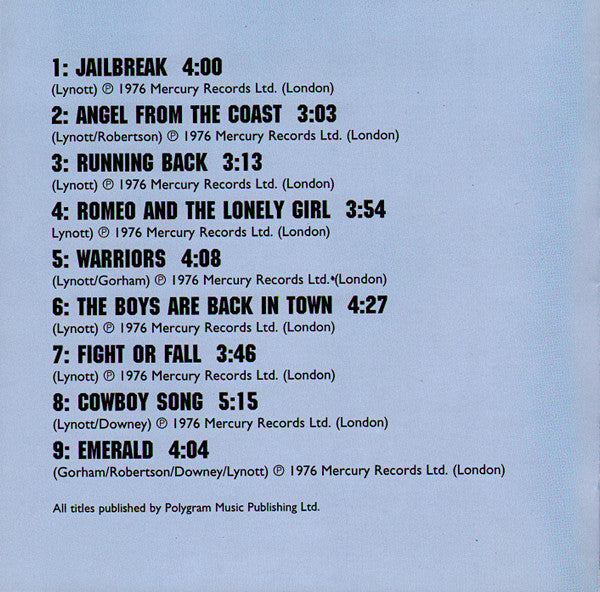 1: JAILBREAK 4:00
(Lynott) ℗ 1976 Mercury Records Ltd. (London)
2: ANGEL FROM THE COAST 3:03
(Lynott/Robertson) ℗ 1976 Mercury Records Ltd. (London)
3: RUNNING BACK 3:13
(Lynott) ℗ 1976 Mercury Records Ltd. (London)
4: ROMEO AND THE LONELY GIRL 3:54
Lynott) ℗ 1976 Mercury Records Ltd. (London)
5: WARRIORS 4:08
(Lynott/Gorham) ℗ 1976 Mercury Records Ltd. (London)
6: THE BOYS ARE BACK IN TOWN 4:27
(Lynott) ℗ 1976 Mercury Records Ltd. (London)
7: FIGHT OR FALL 3:46
(Lynott) ℗ 1976 Mercury Records Ltd. (London)
8: COWBOY SONG 5:15
(Lynott/Downey) ℗ 1976 Mercury Records Ltd. (London)
9: EMERALD 4:04
(Gorham/Robertson/Downey/Lynott) ℗ 1976 Mercury Records Ltd. (London)
All titles published by Polygram Music Publishing Ltd.